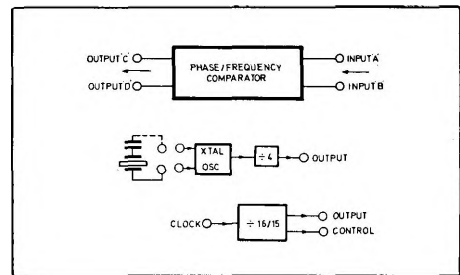 OUTPUT'C'
PHASE/FREQUENCY
COMPARATOR
INPUT'A'
OUTPUT'D'
INPUT'B'
XTAL
OSC
÷4
OUTPUT
CLOCK
÷16/15
OUTPUT
CONTROL